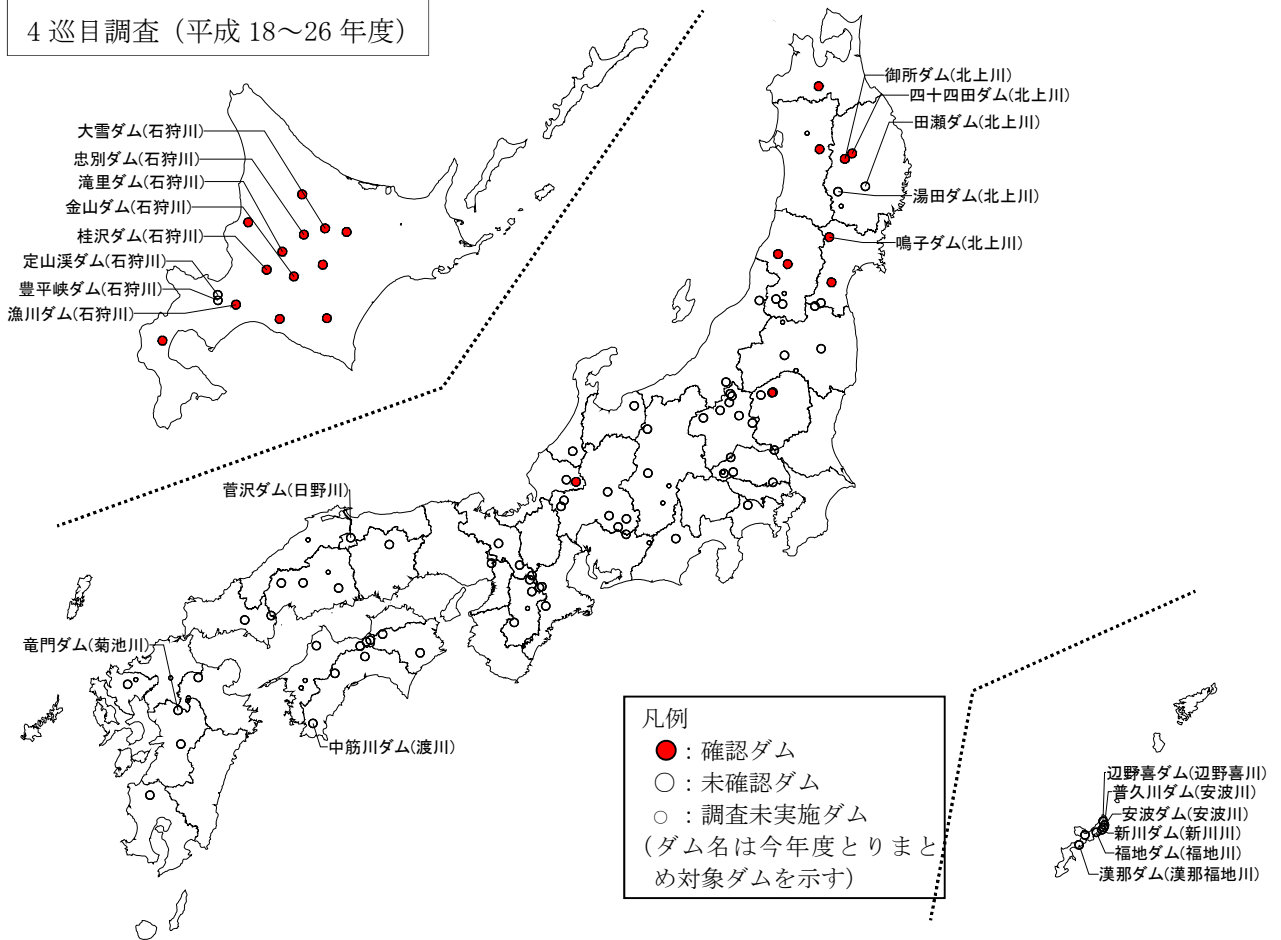 4 巡目調査（平成 18～26 年度）
大雪ダム(石狩川)
忠別ダム(石狩川)
滝里ダム(石狩川)
金山ダム(石狩川)
桂沢ダム(石狩川)
定山渓ダム(石狩川)
豊平峡ダム(石狩川)
漁川ダム(石狩川)
御所ダム(北上川)
四十四田ダム(北上川)
田瀬ダム(北上川)
湯田ダム(北上川)
鳴子ダム(北上川)
菅沢ダム(日野川)
竜門ダム(菊池川)
中筋川ダム(渡川)
辺野喜ダム(辺野喜川)
普久川ダム(安波川)
安波ダム(安波川)
新川ダム(新川川)
福地ダム(福地川)
漢那ダム(漢那福地川)
凡例
：確認ダム
：未確認ダム
：調査未実施ダム
(ダム名は今年度とりまと
め対象ダムを示す)